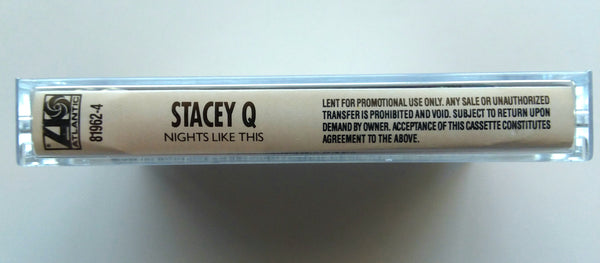 ATLANTIC
81962-4
STACEY Q
NIGHTS LIKE THIS
LENT FOR PROMOTIONAL USE ONLY. ANY SALE OR UNAUTHORIZED
TRANSFER IS PROHIBITED AND VOID. SUBJECT TO RETURN UPON
DEMAND BY OWNER. ACCEPTANCE OF THIS CASSETTE CONSTITUTES
AGREEMENT TO THE ABOVE.